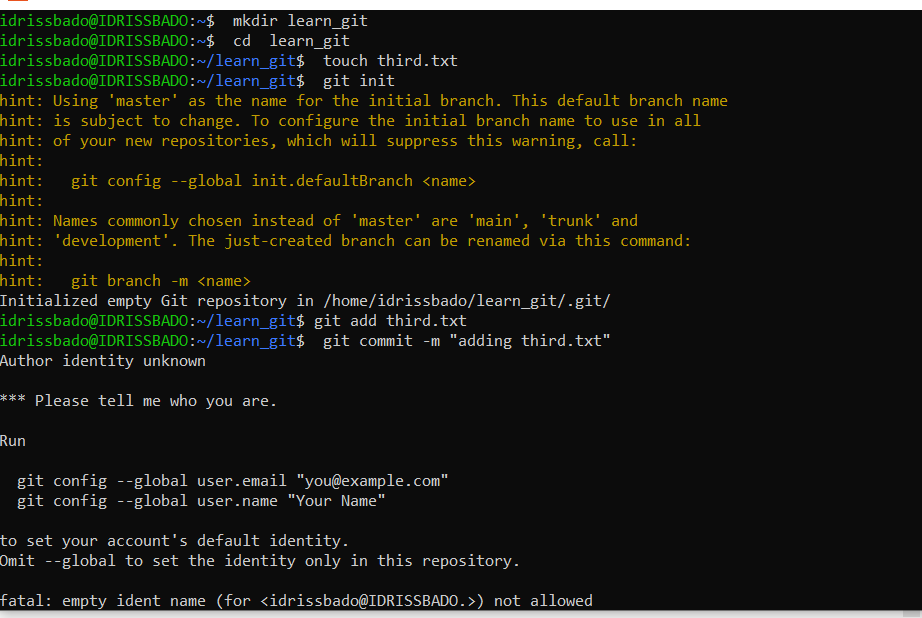 idrissbado@IDRISSBADO:~$  mkdir learn_git
idrissbado@IDRISSBADO:~$  cd  learn_git
idrissbado@IDRISSBADO:~/learn_git$  touch third.txt
idrissbado@IDRISSBADO:~/learn_git$  git init
hint: Using 'master' as the name for the initial branch. This default branch name
hint: is subject to change. To configure the initial branch name to use in all
hint: of your new repositories, which will suppress this warning, call:
hint:
hint:   git config --global init.defaultBranch <name>
hint:
hint: Names commonly chosen instead of 'master' are 'main', 'trunk' and
hint: 'development'. The just-created branch can be renamed via this command:
hint:
hint:   git branch -m <name>
Initialized empty Git repository in /home/idrissbado/learn_git/.git/
idrissbado@IDRISSBADO:~/learn_git$ git add third.txt
idrissbado@IDRISSBADO:~/learn_git$  git commit -m "adding third.txt"
Author identity unknown

*** Please tell me who you are.

Run

  git config --global user.email "you@example.com"
  git config --global user.name "Your Name"

to set your account's default identity.
Omit --global to set the identity only in this repository.

fatal: empty ident name (for <idrissbado@IDRISSBADO.>) not allowed